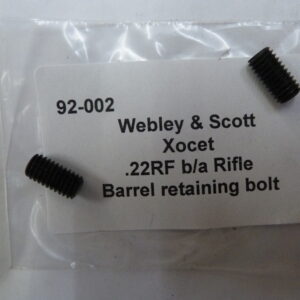 92-002
Webley & Scott
Xocet
.22RF b/a Rifle
Barrel retaining bolt